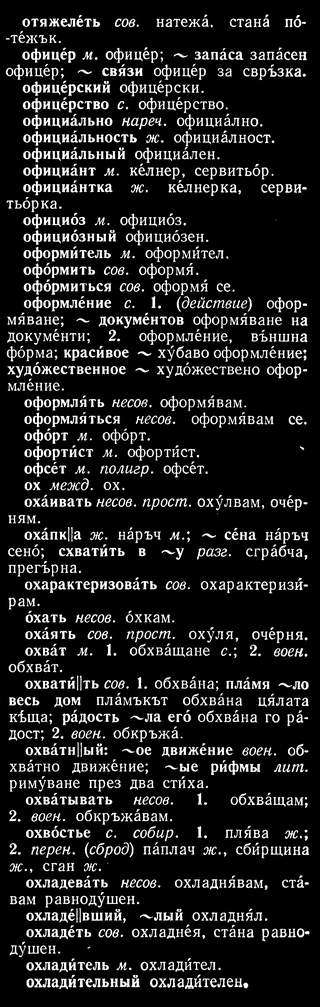 отяжеле́ть сов. натежа́. стана́ по́-
-те́жък.
офице́р м. офице́р; ~ запа́са запа́сен
офице́р; ~ свя́зи офице́р за свръ́зка.
офице́рский офице́рски.
офице́рство с. офице́рство.
официа́льно нареч. официа́лно.
официа́льность ж. официа́лност.
официа́льный официа́лен.
официа́нт м. ке́лнер, сервитьо́р.
официа́нтка ж. ке́лнерка, серви-
тьо́рка.
официо́з м. официо́з.
официо́зный официо́зен.
оформи́тель м. оформи́тел.
офо́рмить сов. оформя́.
офо́рмиться сов. оформя́ се.
оформле́ние с. 1. (действие) офор-
мя́ване; ~ докуме́нтов оформя́ване на
докуме́нти; 2. оформле́ние, въ́ншна
фо́рма; краси́вое ~ ху́баво оформле́ние;
худо́жественное ~ худо́жествено офор-
мле́ние.
оформля́ть несов. оформя́вам.
оформля́ться несов. оформя́вам се.
офо́рт м. офо́рт.
офорти́ст м. офорти́ст.
офсе́т м. полигр. офсе́т.
ох межд. ох.
оха́ивать несов. прост. оху́лвам, оче́р-
ням.
оха́пк||а ж. на́ръч м.; ~ се́на на́ръч
сено́; схвати́ть в ~у разг. сгра́бча,
прегъ́рна.
охарактеризова́ть сов. охарактеризи́-
рам.
о́хать несов. о́хкам.
оха́ять сов. прост. оху́ля, оче́рня.
охва́т м. 1. обхва́щане с.; 2. воен.
обхва́т.
охвати́||ть сов. 1. обхва́на; пла́мя ~ло
весь дом пла́мъкът обхва́на ця́лата
къ́ща; ра́дость ~ла его́ обхва́на го ра́-
дост; 2. воен. обкръжа́.
охва́тн||ый: ~ое движе́ние воен. об-
хва́тно движе́ние; ~ые ри́фмы лит.
риму́ване през два сти́ха.
охва́тывать несов. 1. обхва́щам;
2. воен. обкръжа́вам.
охво́стье с. собир. 1. пля́ва ж.;
2. перен. (сброд) па́плач ж., сби́рщина
ж., сган ж.
охладева́ть несов. охладня́вам, ста́-
вам равноду́шен.
охладе́||вший, ~лый охладня́л.
охладе́ть сов. охладне́я, ста́на равно-
ду́шен.
охлади́тель м. охлади́тел.
охлади́тельный охлади́телен.